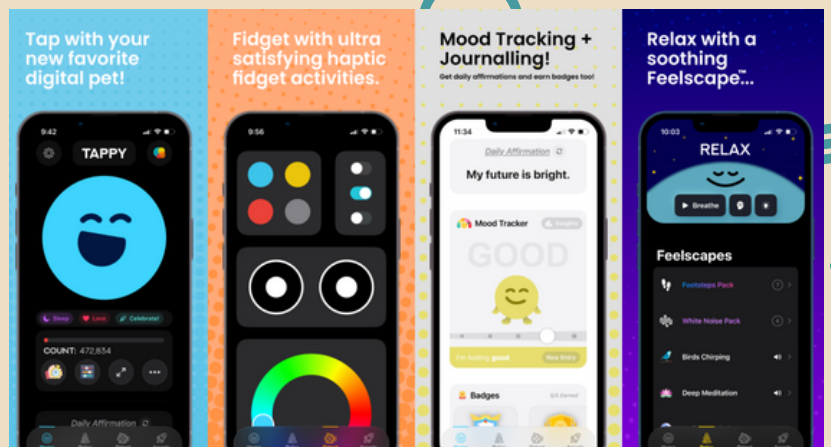 Tap with your
new favorite
digital pet!
9:42
TAPPY
Sleep
Love
Celebrate!
COUNT: 472,834
Daily Affirmation
Fidget with ultra
satisfying haptic
fidget activities.
9:56
Mood Tracking +
Journalling!
Get daily affirmations and earn badges too!
11:34
Daily Affirmation
My future is bright.
Mood Tracker
Insights
GOOD
I'm feeling good
New Entry
Badges
Relax with a
soothing
Feelscape™...
10:03
RELAX
Breathe
Feelscapes
Footsteps Pack
White Noise Pack
Birds Chirping
Deep Meditation